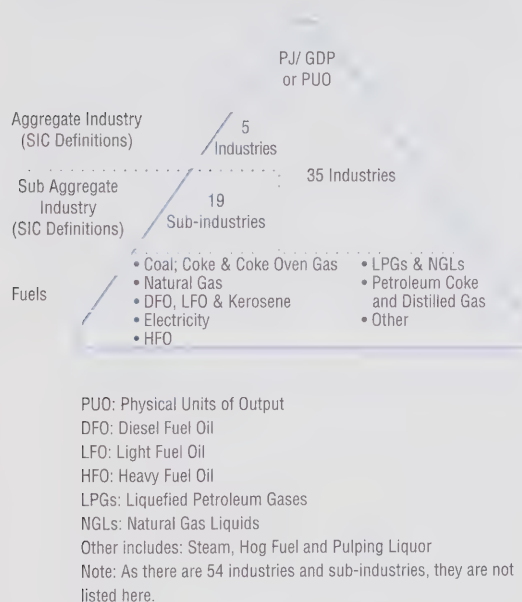 PJ/ GDP
or PUO
Aggregate Industry
(SIC Definitions)
5
Industries
35 Industries
Sub Aggregate
Industry
(SIC Definitions)
19
Sub-industries
Fuels
• Coal; Coke & Coke Oven Gas
• Natural Gas
• DFO, LFO & Kerosene
• Electricity
• HFO
• LPGs & NGLs
• Petroleum Coke
and Distilled Gas
• Other
PUO: Physical Units of Output
DFO: Diesel Fuel Oil
LFO: Light Fuel Oil
HFO: Heavy Fuel Oil
LPGs: Liquefied Petroleum Gases
NGLs: Natural Gas Liquids
Other includes: Steam, Hog Fuel and Pulping Liquor
Note: As there are 54 industries and sub-industries, they are not
listed here.